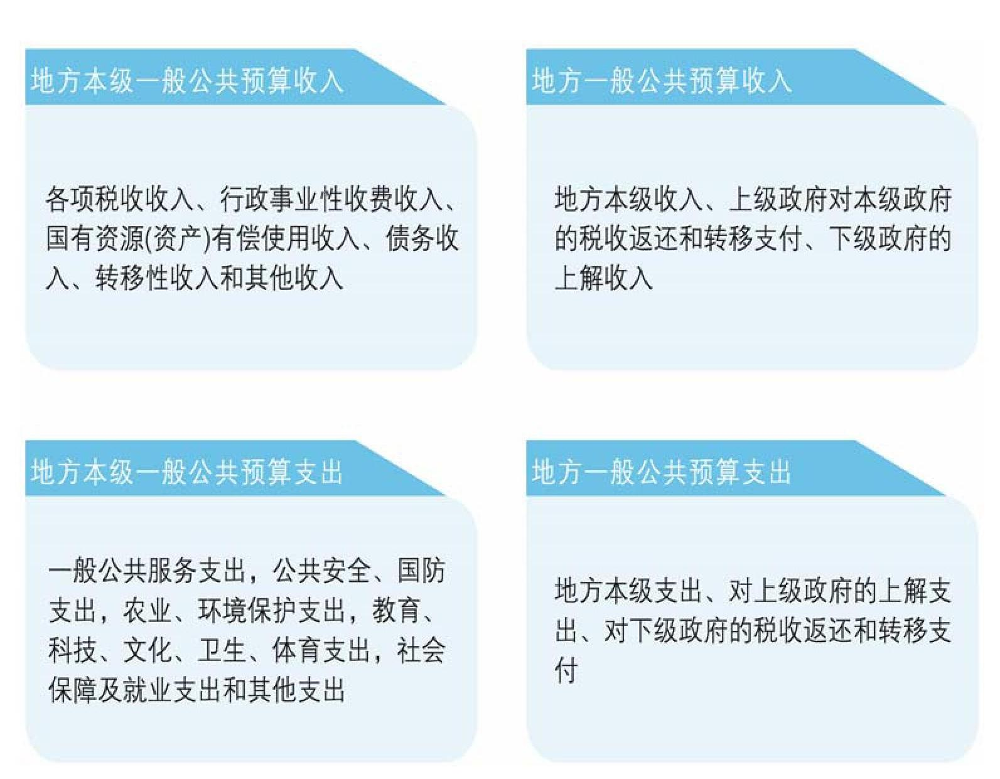 地方本级一般公共预算收入
各项税收收入、行政事业性收费收入、
国有资源(资产)有偿使用收入、债务收
入、转移性收入和其他收入
地方一般公共预算收入
地方本级收入、上级政府对本级政府
的税收返还和转移支付、下级政府的
上解收入
地方本级一般公共预算支出
一般公共服务支出，公共安全、国防
支出，农业、环境保护支出，教育、
科技、文化、卫生、体育支出，社会
保障及就业支出和其他支出
地方一般公共预算支出
地方本级支出、对上级政府的上解支
出、对下级政府的税收返还和转移支
付